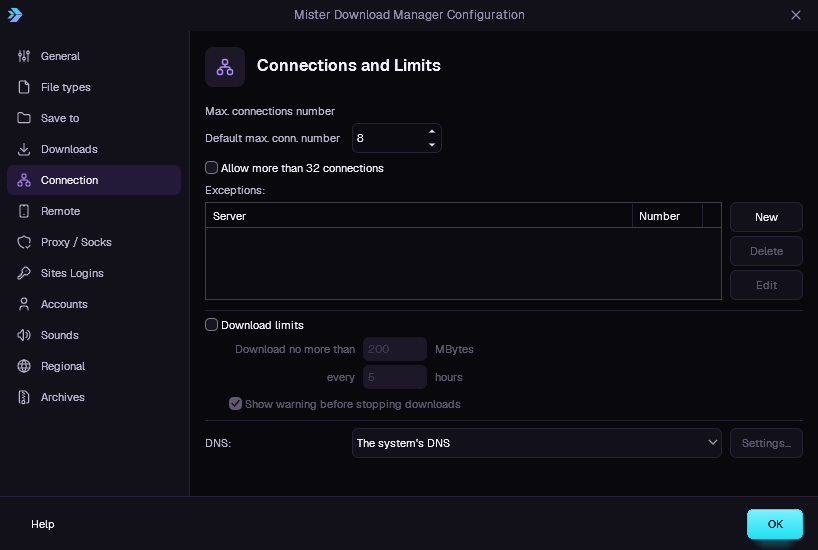 Mister Download Manager Configuration
General
File types
Save to
Downloads
Connection
Remote
Proxy / Socks
Sites Logins
Accounts
Sounds
Regional
Archives
Connections and Limits
Max. connections number
Default max. conn. number 8
Allow more than 32 connections
Exceptions:
Server Number
New
Delete
Edit
Download limits
Download no more than 200 MBytes
every 5 hours
Show warning before stopping downloads
DNS: The system's DNS Settings...
Help
OK